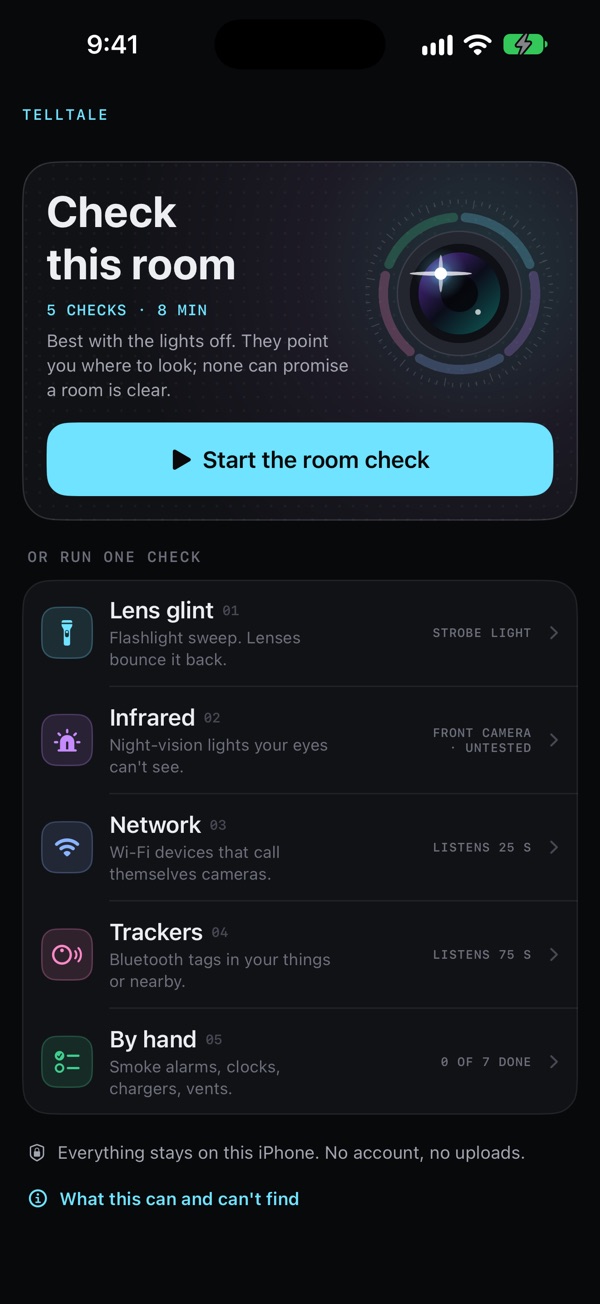 9:41
TELLTALE
Check
this room
5 CHECKS · 8 MIN
Best with the lights off. They point
you where to look; none can promise
a room is clear.
Start the room check
OR RUN ONE CHECK
Lens glint 01
Flashlight sweep. Lenses
bounce it back.
STROBE LIGHT
Infrared 02
Night-vision lights your eyes
can't see.
FRONT CAMERA
· UNTESTED
Network 03
Wi-Fi devices that call
themselves cameras.
LISTENS 25 S
Trackers 04
Bluetooth tags in your things
or nearby.
LISTENS 75 S
By hand 05
Smoke alarms, clocks,
chargers, vents.
0 OF 7 DONE
Everything stays on this iPhone. No account, no uploads.
What this can and can't find